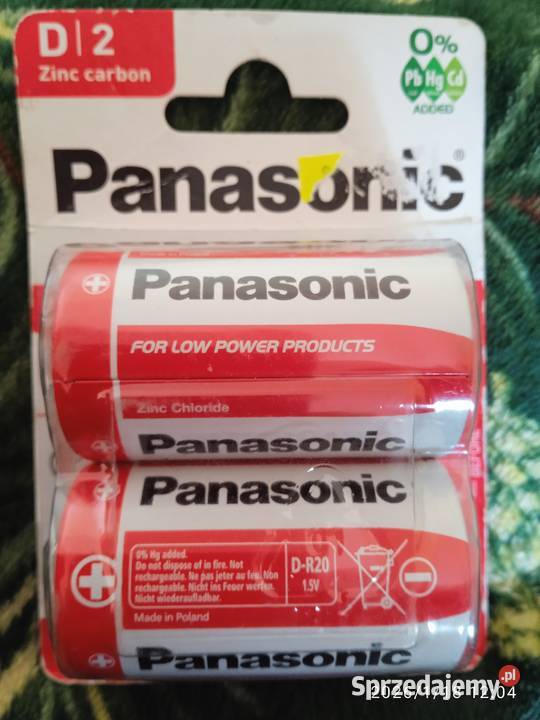 D|2
Zinc carbon
0%
Pb Hg Cd
ADDED
Panasonic®
Panasonic
FOR LOW POWER PRODUCTS
Zinc Chloride
Panasonic
Panasonic
0% Hg added.
Do not dispose of in fire. Not
rechargeable. Ne pas jeter au feu. Non
rechargeable. Nicht ins Feuer werfen.
Nicht wiederaufladbar.
D-R20
1.5V
Made in Poland
Panasonic
Sprzedajemy.pl
12:04